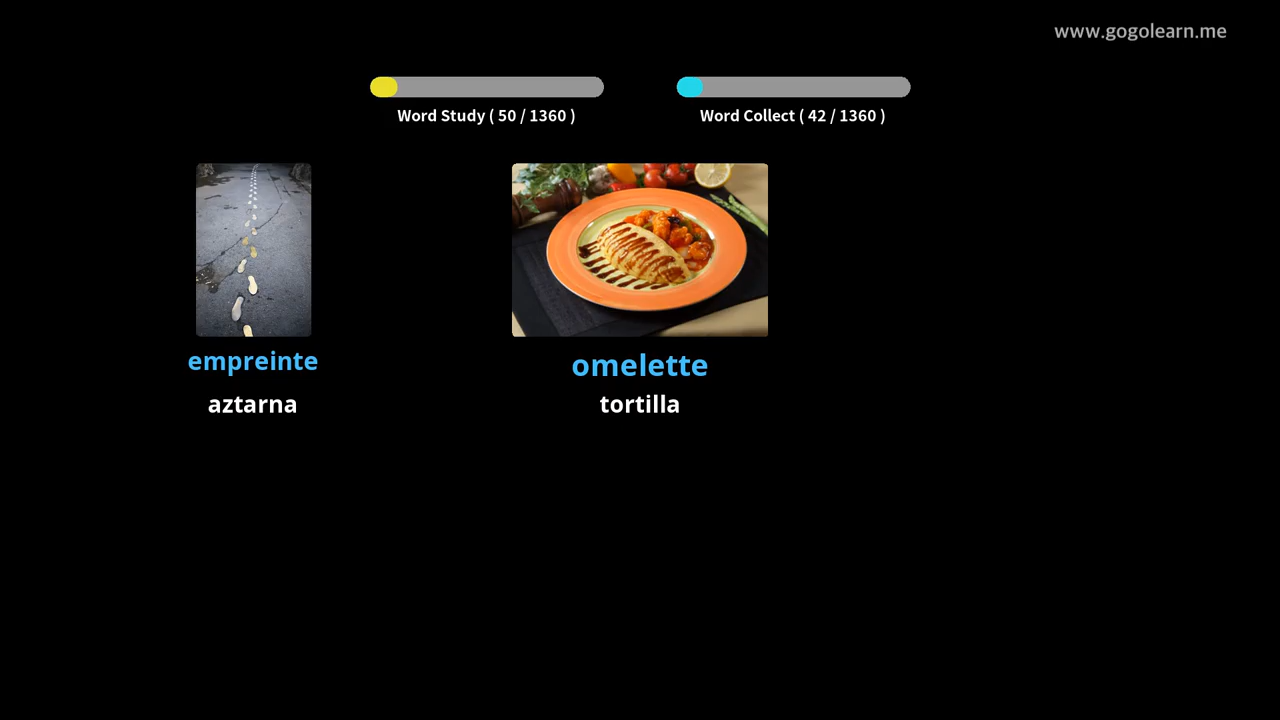 www.gogolearn.me
Word Study ( 50 / 1360 )
Word Collect ( 42 / 1360 )
empreinte
aztarna
omelette
tortilla